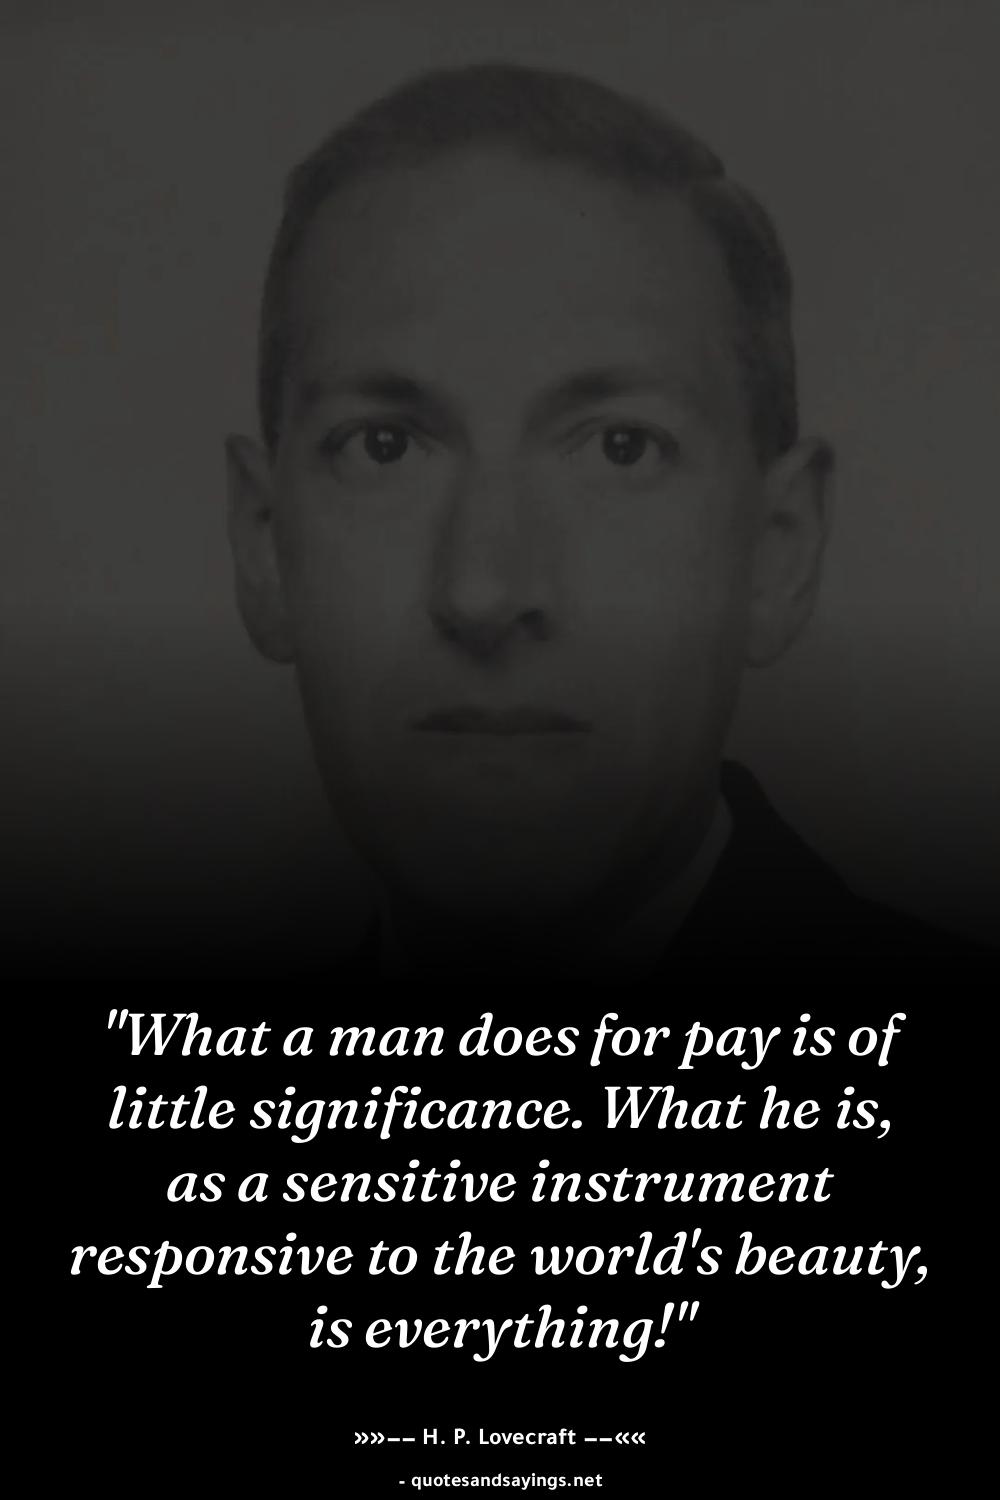 "What a man does for pay is of
little significance. What he is,
as a sensitive instrument
responsive to the world's beauty,
is everything!"
»»–– H. P. Lovecraft ––««
- quotesandsayings.net